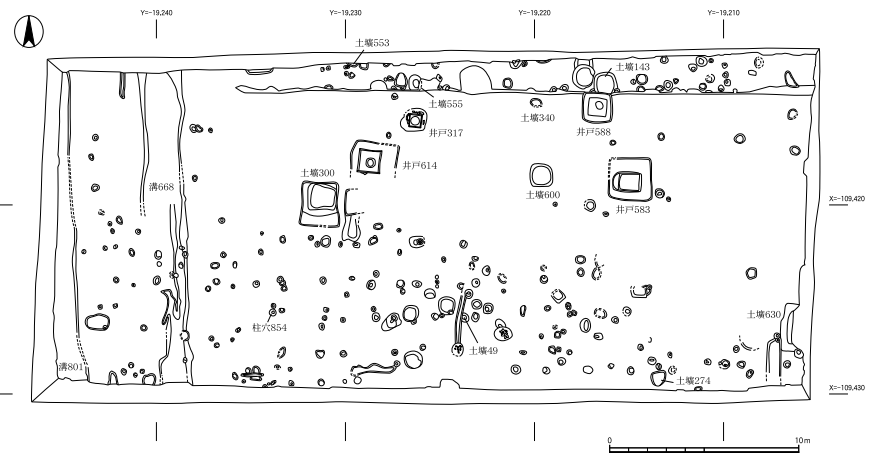 Y=-19,240
Y=-19,230
Y=-19,220
Y=-19,210
土壙553
土壙143
土壙555
土壙340
井戸588
井戸317
井戸614
土壙300
溝668
土壙600
井戸583
X=-109,420
土壙630
柱穴854
土壙49
溝801
土壙274
X=-109,430
0
10m